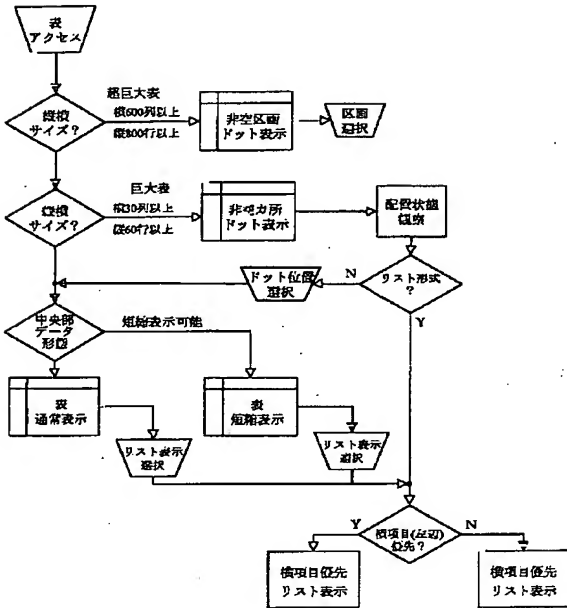 表
アクセス
縦横
サイズ?
超巨大表
横600列以上
縦800行以上
非空区画
ドット表示
区画
選択
縦横
サイズ?
巨大表
横30列以上
縦60行以上
ドット表示
配置状態
観察
ドット位置
選択
N
リスト形式
?
Y
中央部
データ
形態
短縮表示可能
表
通常表示
表
短縮表示
リスト表示
選択
リスト表示
選択
Y
横項目(左辺)
優先?
N
横項目優先
リスト表示
横項目優先
リスト表示